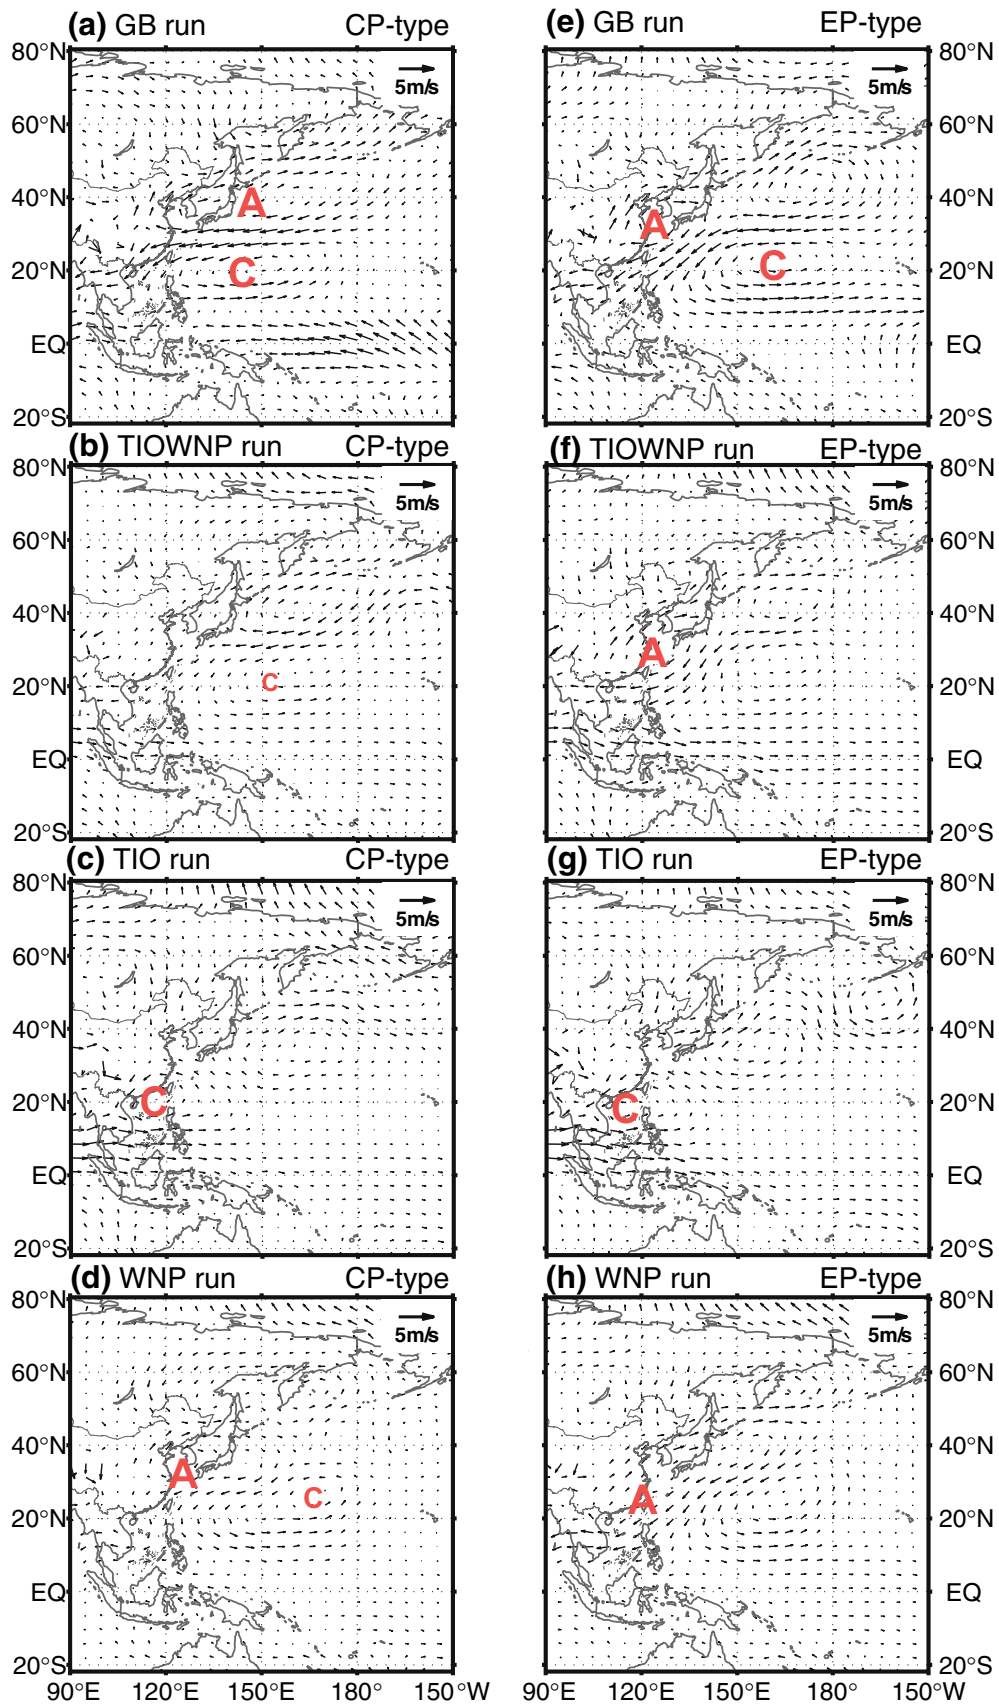 (a) GB run CP-type
(e) GB run EP-type
80°N 5m/s 5m/s 80°N
60°N 60°N
40°N A A 40°N
20°N C C 20°N
EQ EQ
20°S 20°S
(b) TIOWNP run CP-type
(f) TIOWNP run EP-type
80°N 5m/s 5m/s 80°N
60°N 60°N
40°N 40°N
A
20°N C 20°N
EQ EQ
20°S 20°S
(c) TIO run CP-type
(g) TIO run EP-type
80°N 5m/s 5m/s 80°N
60°N 60°N
40°N 40°N
20°N C C 20°N
EQ EQ
20°S 20°S
(d) WNP run CP-type
(h) WNP run EP-type
80°N 5m/s 5m/s 80°N
60°N 60°N
40°N 40°N
A C A
20°N 20°N
EQ EQ
20°S 20°S
90°E 120°E 150°E 180° 150°W 90°E 120°E 150°E 180° 150°W